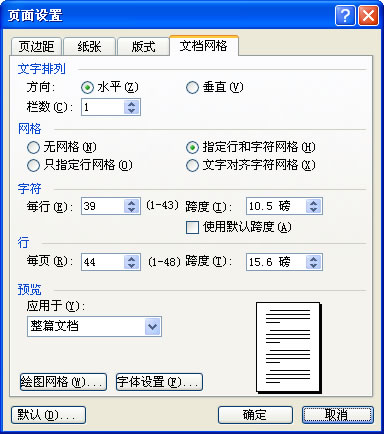 页面设置
页边距 纸张 版式 文档网格
文字排列
方向: 水平(Z) 垂直(V)
栏数(C): 1
网格
无网格(N) 指定行和字符网格(H)
只指定行网格(O) 文字对齐字符网格(X)
字符
每行(E): 39 (1-43) 跨度(I): 10.5 磅
使用默认跨度(A)
行
每页(R): 44 (1-48) 跨度(T): 15.6 磅
预览
应用于(Y):
整篇文档
绘图网格(W)... 字体设置(F)...
默认(D)... 确定 取消